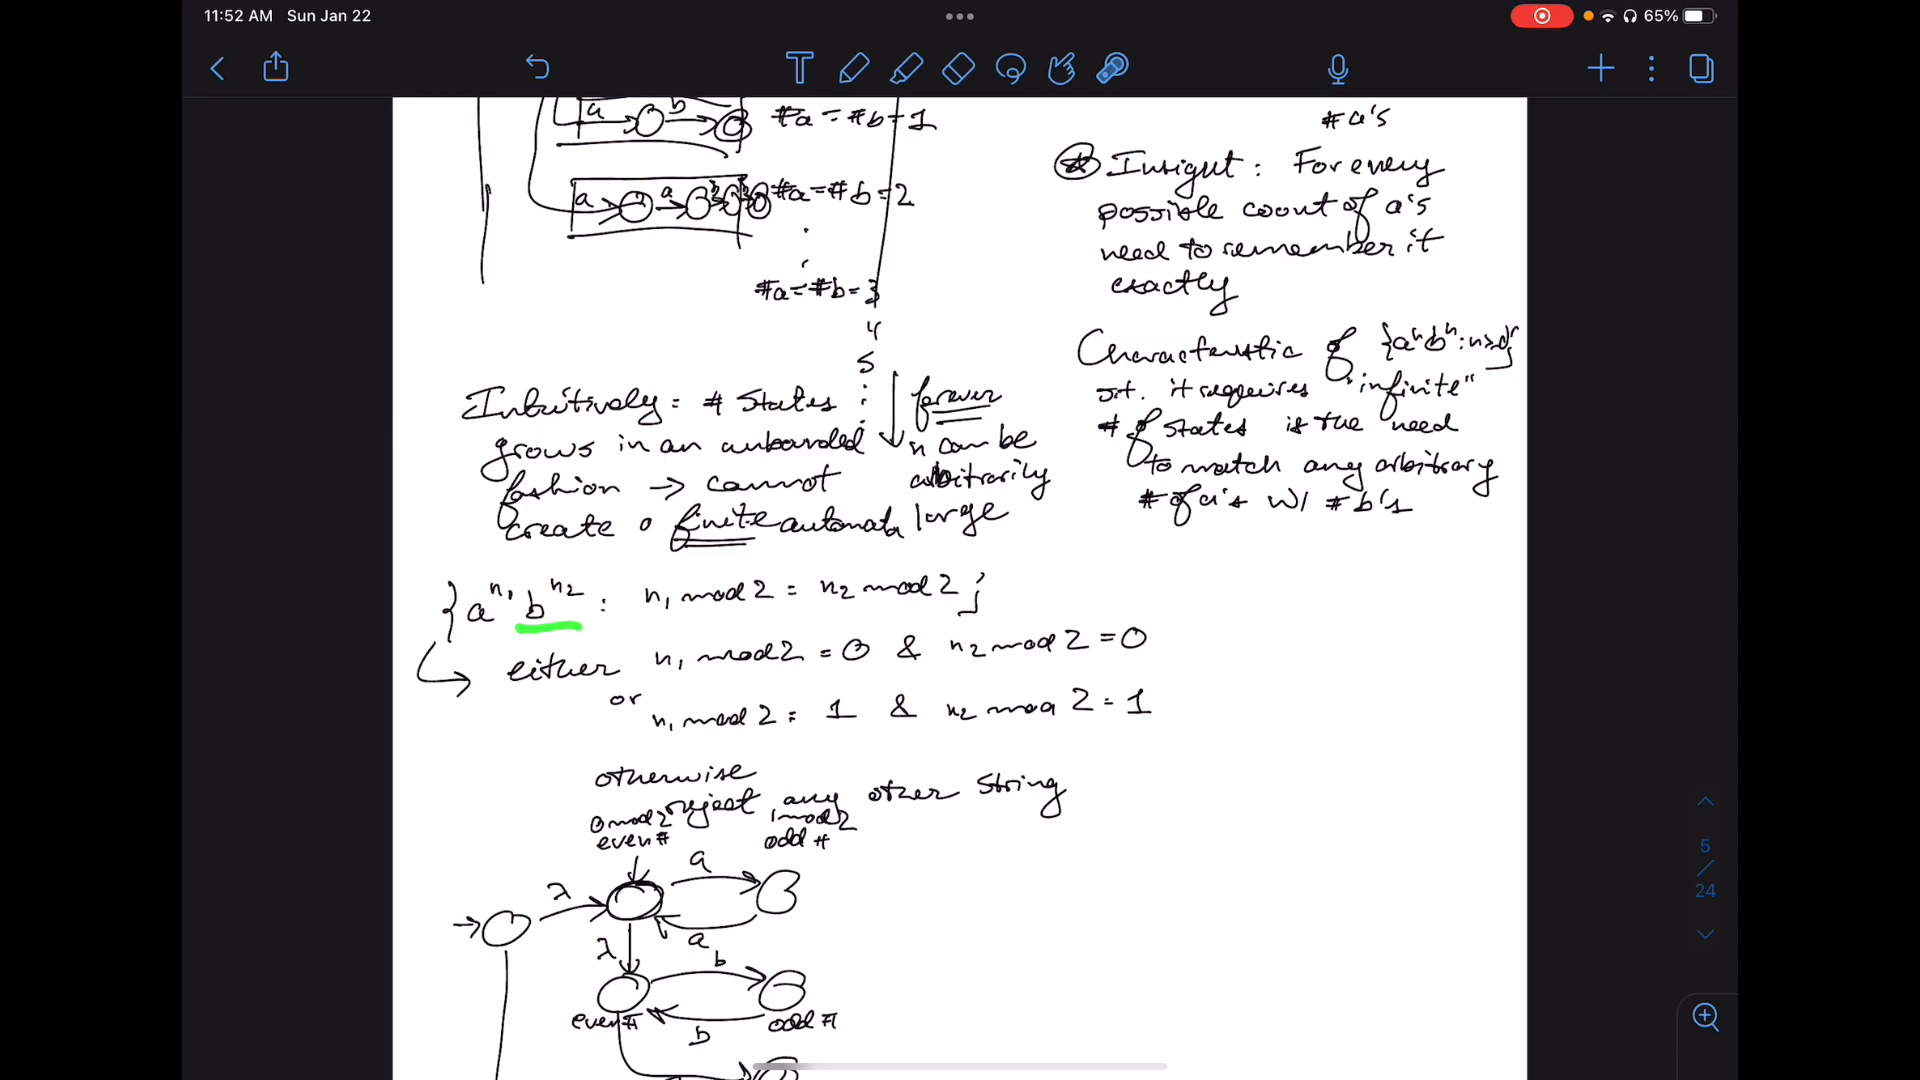 11:52 AM Sun Jan 22
65%
a b #a = #b = 1
a a b b #a = #b = 2
#a = #b = 3
4
5
forever
n can be
arbitrarily
large
Intuitively: # states
grows in an unbounded
fashion → cannot
create a finite automata
#a's
Insight: For every
possible count of a's
need to remember it
exactly
Characteristic of {aⁿbⁿ: n≥0}
s.t. it requires "infinite"
# of states is the need
to match any arbitrary
# of a's w/ # b's
{a^n₁ b^n₂ : n₁ mod 2 = n₂ mod 2}
either n₁ mod 2 = 0 & n₂ mod 2 = 0
or
n₁ mod 2 = 1 & n₂ mod 2 = 1
otherwise
reject any other string
0 mod 2 1 mod 2
even # odd #
λ a
a
λ b
even # odd #
b
5
/
24